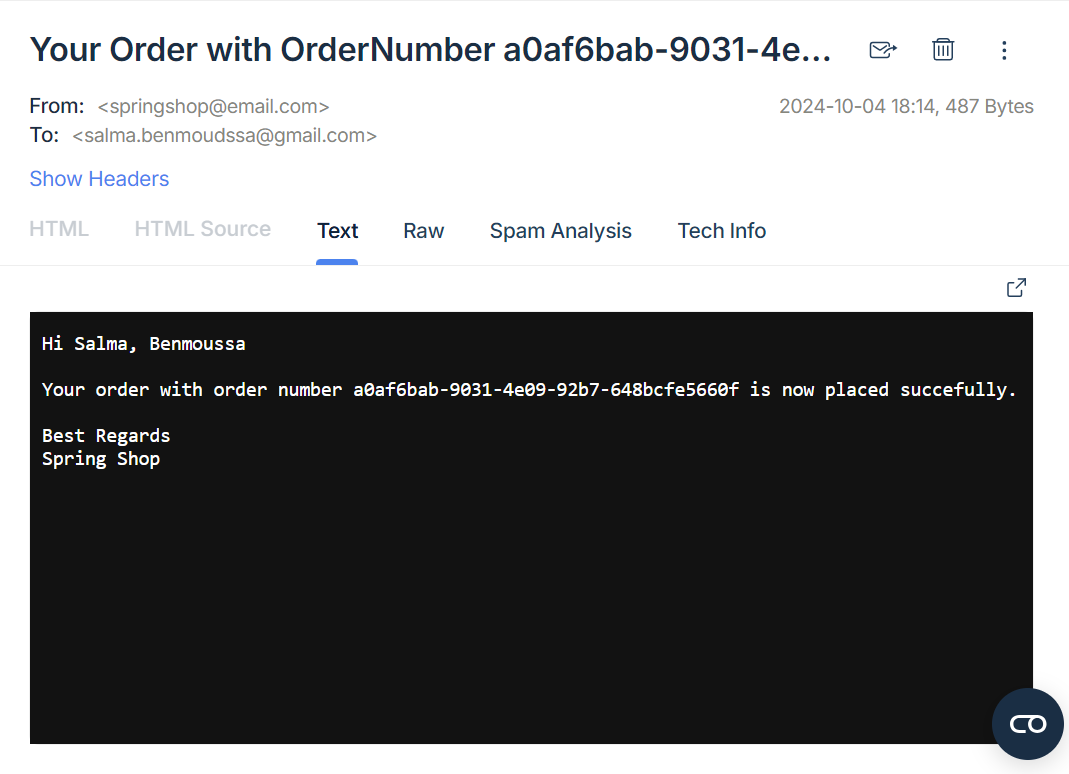 Your Order with OrderNumber a0af6bab-9031-4e...
From: <springshop@email.com>
2024-10-04 18:14, 487 Bytes
To: <salma.benmoudssa@gmail.com>
Show Headers
HTML HTML Source Text Raw Spam Analysis Tech Info
Hi Salma, Benmoussa
Your order with order number a0af6bab-9031-4e09-92b7-648bcfe5660f is now placed succefully.
Best Regards
Spring Shop